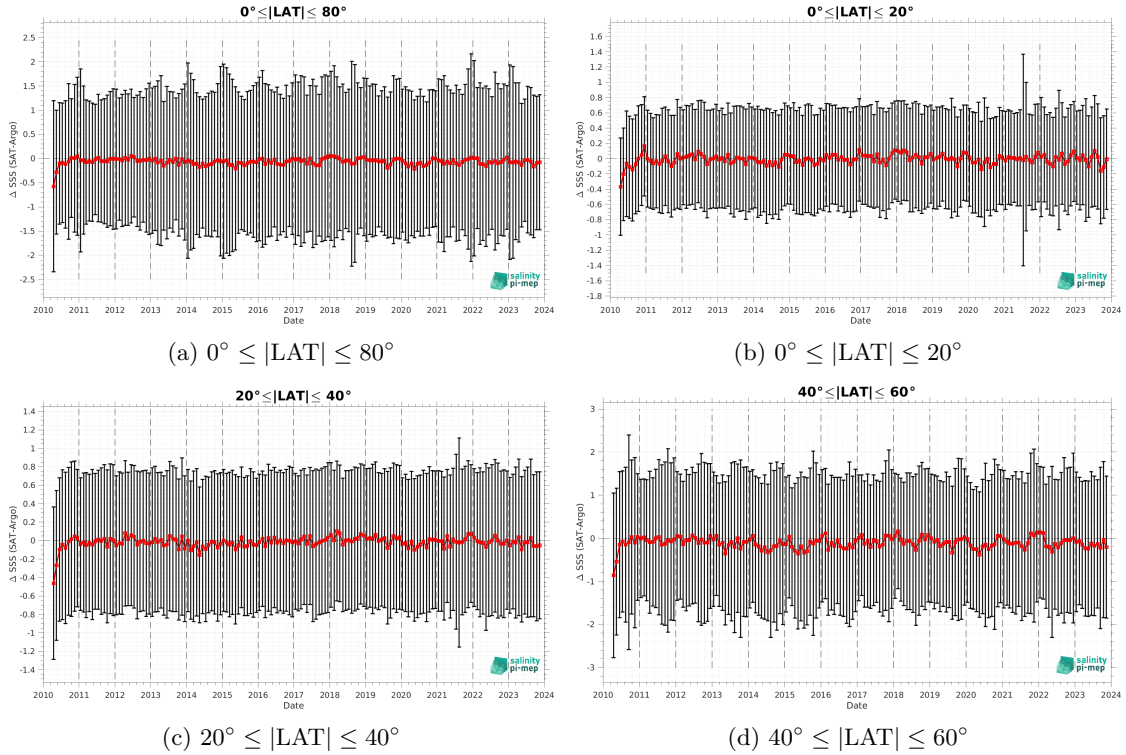 0°≤|LAT|≤ 80°
Δ SSS (SAT-Argo)
2.5
2
1.5
1
0.5
0
-0.5
-1
-1.5
-2
-2.5
2010 2011 2012 2013 2014 2015 2016 2017 2018 2019 2020 2021 2022 2023 2024
Date
salinity
pi-mep
(a) 0° ≤ |LAT| ≤ 80°
0°≤|LAT|≤ 20°
Δ SSS (SAT-Argo)
1.6
1.4
1.2
1
0.8
0.6
0.4
0.2
0
-0.2
-0.4
-0.6
-0.8
-1
-1.2
-1.4
-1.6
-1.8
2010 2011 2012 2013 2014 2015 2016 2017 2018 2019 2020 2021 2022 2023 2024
Date
salinity
pi-mep
(b) 0° ≤ |LAT| ≤ 20°
20°≤|LAT|≤ 40°
Δ SSS (SAT-Argo)
1.4
1.2
1
0.8
0.6
0.4
0.2
0
-0.2
-0.4
-0.6
-0.8
-1
-1.2
-1.4
2010 2011 2012 2013 2014 2015 2016 2017 2018 2019 2020 2021 2022 2023 2024
Date
salinity
pi-mep
(c) 20° ≤ |LAT| ≤ 40°
40°≤|LAT|≤ 60°
Δ SSS (SAT-Argo)
3
2
1
0
-1
-2
-3
2010 2011 2012 2013 2014 2015 2016 2017 2018 2019 2020 2021 2022 2023 2024
Date
salinity
pi-mep
(d) 40° ≤ |LAT| ≤ 60°